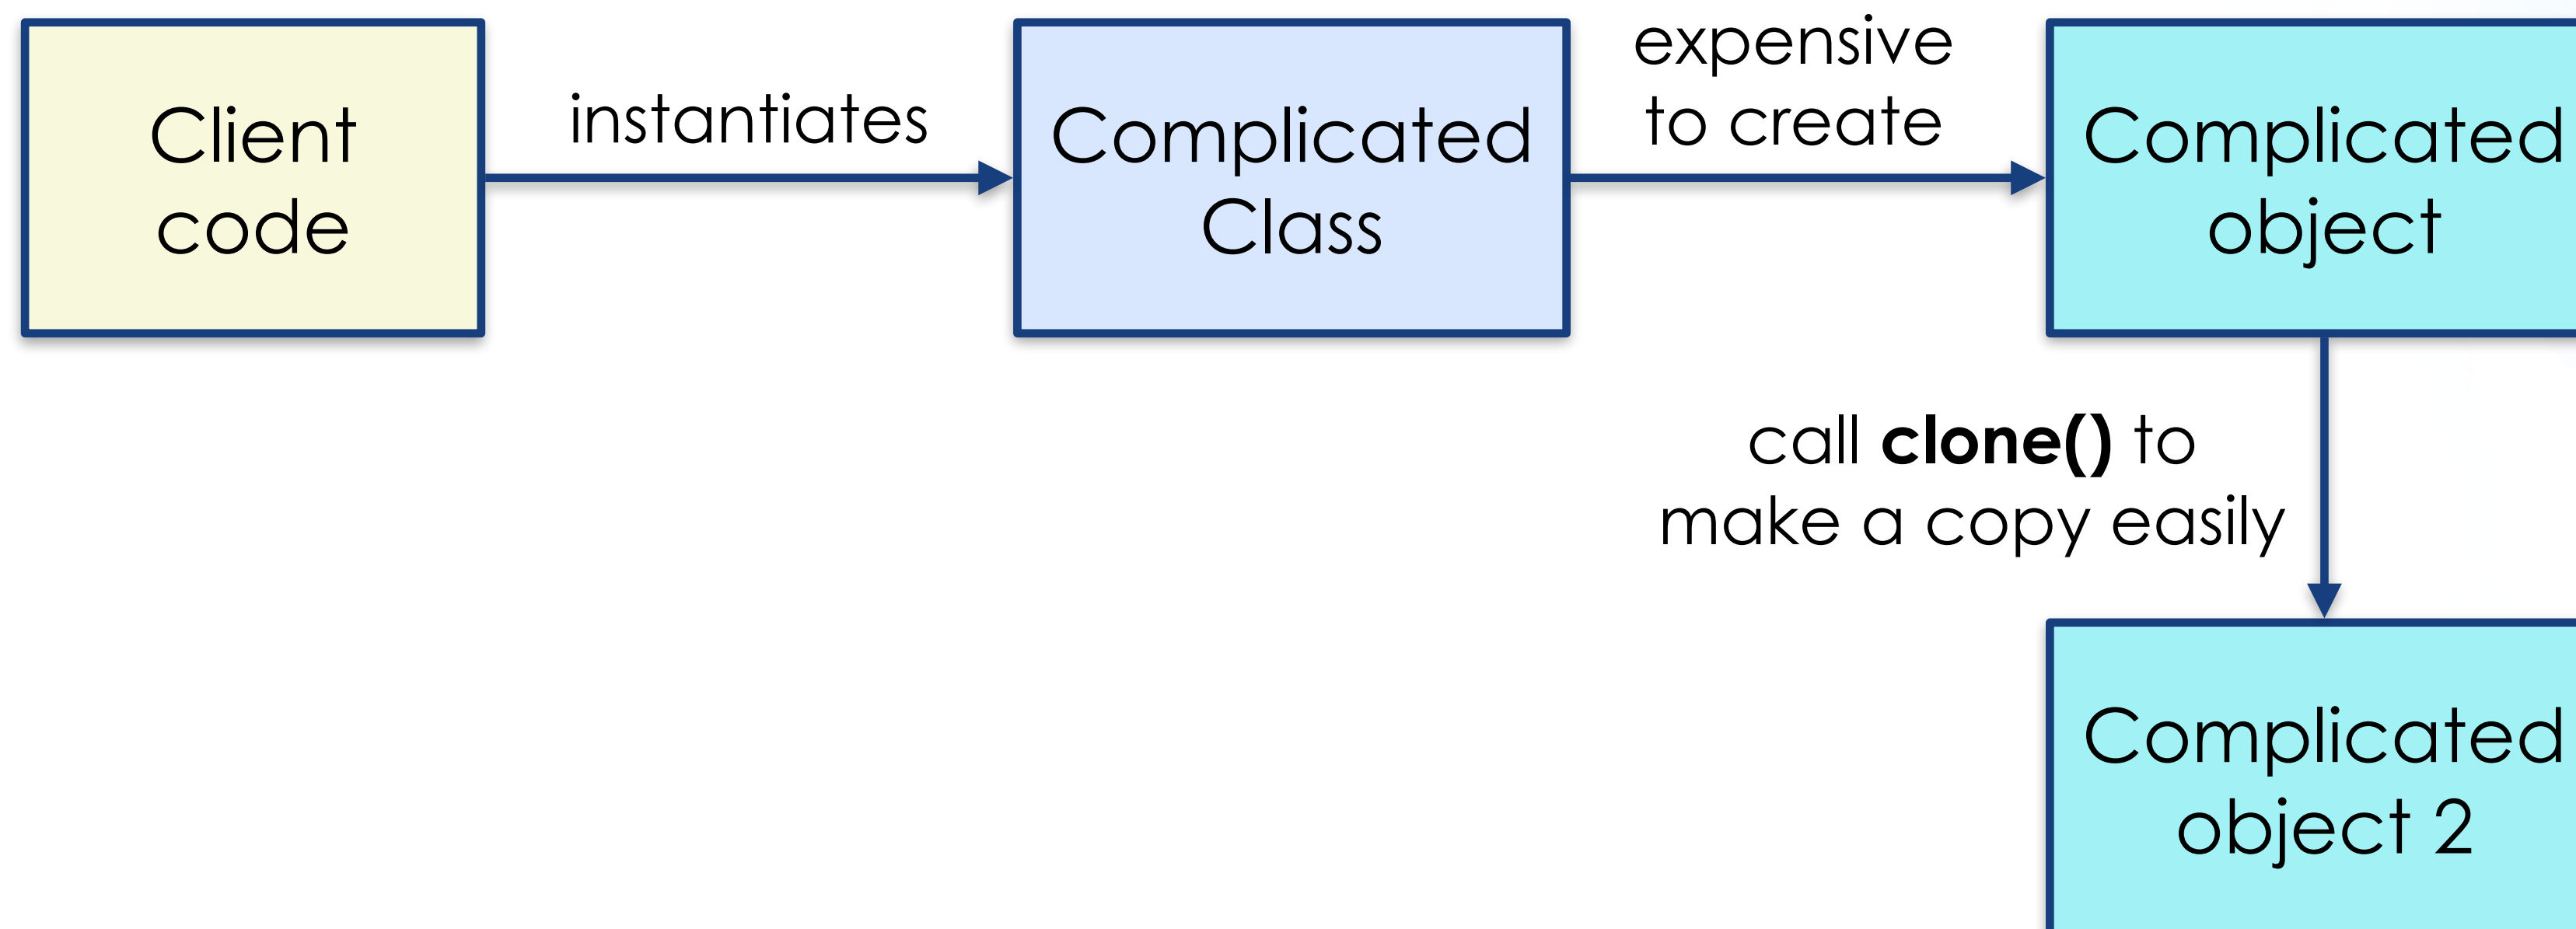 Client
code
instantiates
Complicated
Class
expensive
to create
Complicated
object
call clone() to
make a copy easily
Complicated
object 2